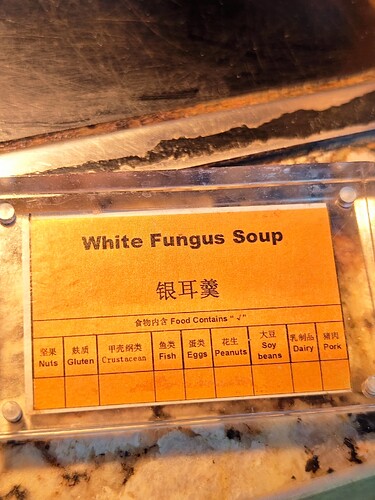 White Fungus Soup
银耳羹
食物内含 Food Contains “ √”
坚果 麸质 甲壳纲类 鱼类 蛋类 花生 大豆 乳制品 猪肉
Nuts Gluten Crustacean Fish Eggs Peanuts Soy beans Dairy Pork